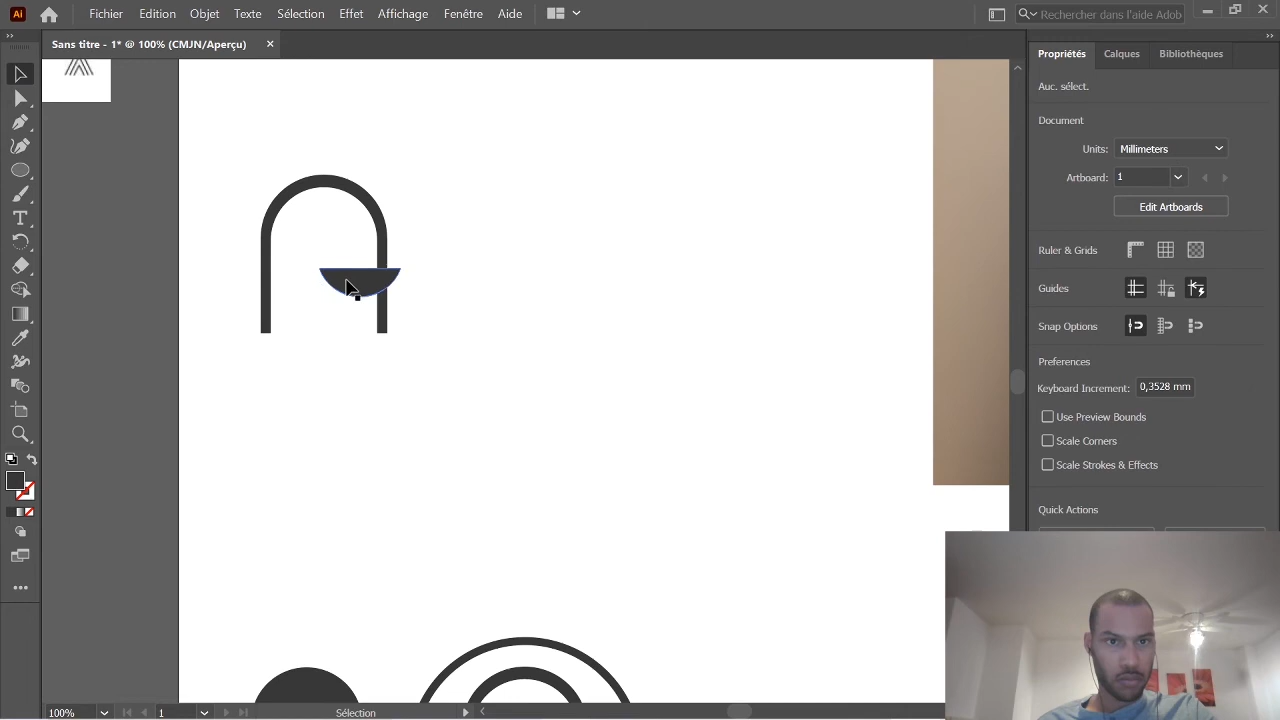 Ai
Fichier Edition Objet Texte Sélection Effet Affichage Fenêtre Aide
Rechercher dans l'aide Adob
Sans titre - 1* @ 100% (CMJN/Aperçu)
Propriétés Calques Bibliothèques
Auc. sélect.
Document
Units: Millimeters
Artboard: 1
Edit Artboards
Ruler & Grids
Guides
Snap Options
Preferences
Keyboard Increment: 0,3528 mm
Use Preview Bounds
Scale Corners
Scale Strokes & Effects
Quick Actions
100% 1 Sélection